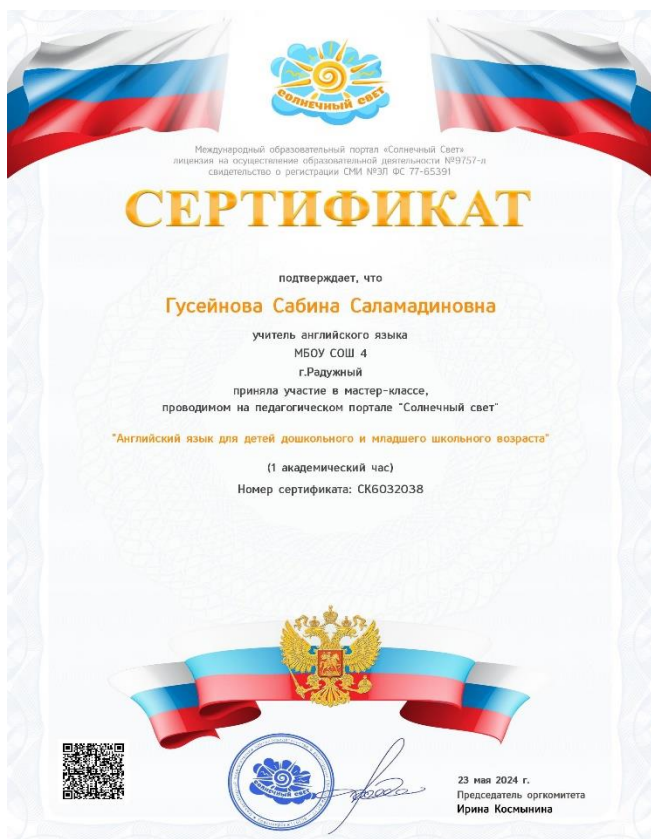 СОЛНЕЧНЫЙ СВЕТ
Международный образовательный портал «Солнечный Свет»
лицензия на осуществление образовательной деятельности №9757-л
свидетельство о регистрации СМИ №ЭЛ ФС 77-65391
СЕРТИФИКАТ
подтверждает, что
Гусейнова Сабина Саламадиновна
учитель английского языка
МБОУ СОШ 4
г.Радужный
приняла участие в мастер-классе,
проводимом на педагогическом портале "Солнечный свет"
"Английский язык для детей дошкольного и младшего школьного возраста"
(1 академический час)
Номер сертификата: СК6032038
СОЛНЕЧНЫЙ СВЕТ
23 мая 2024 г.
Председатель оргкомитета
Ирина Космынина